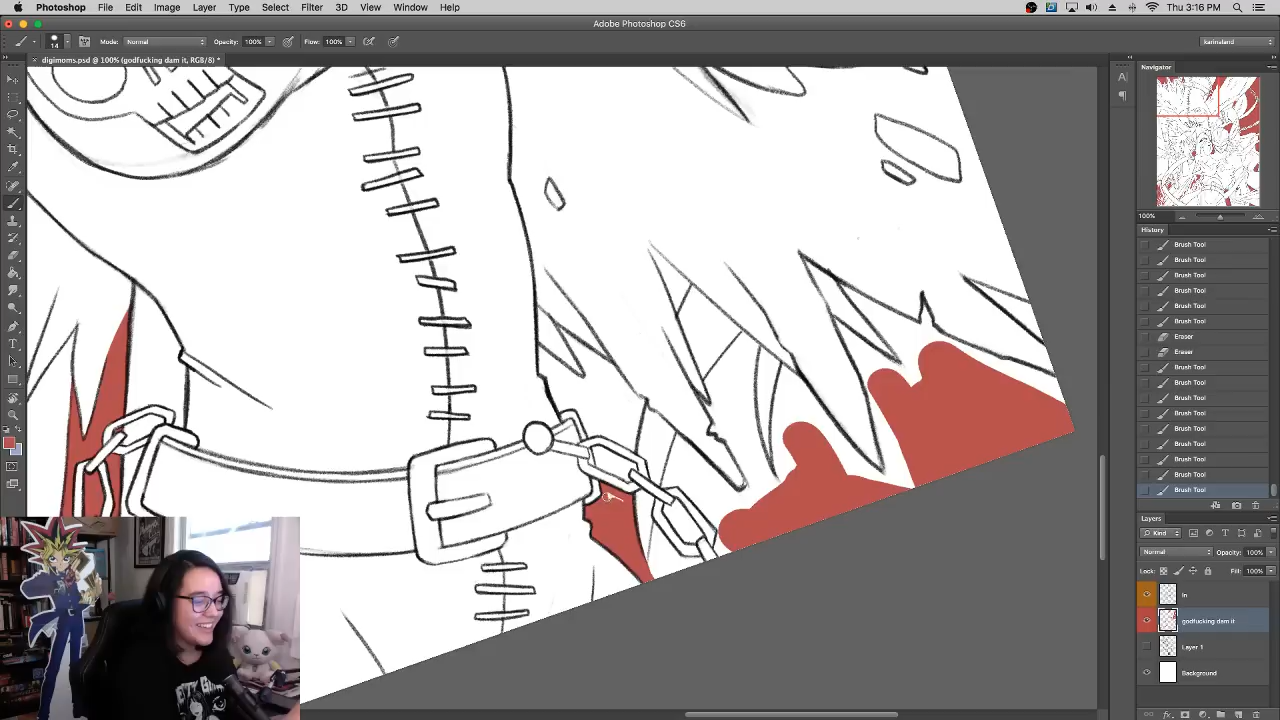 Photoshop File Edit Image Layer Type Select Filter 3D View Window Help
Thu 3:16 PM
Adobe Photoshop CS6
14 Mode: Normal Opacity: 100% Flow: 100%
karinaland
× digimoms.psd @ 100% (godfucking dam it, RGB/8) *
Navigator
100%
History
Brush Tool
Brush Tool
Brush Tool
Brush Tool
Brush Tool
Brush Tool
Eraser
Eraser
Brush Tool
Brush Tool
Brush Tool
Brush Tool
Brush Tool
Brush Tool
Brush Tool
Brush Tool
Brush Tool
Layers
Kind
Normal Opacity: 100%
Lock: Fill: 100%
godfucking dam it
Layer 1
Background